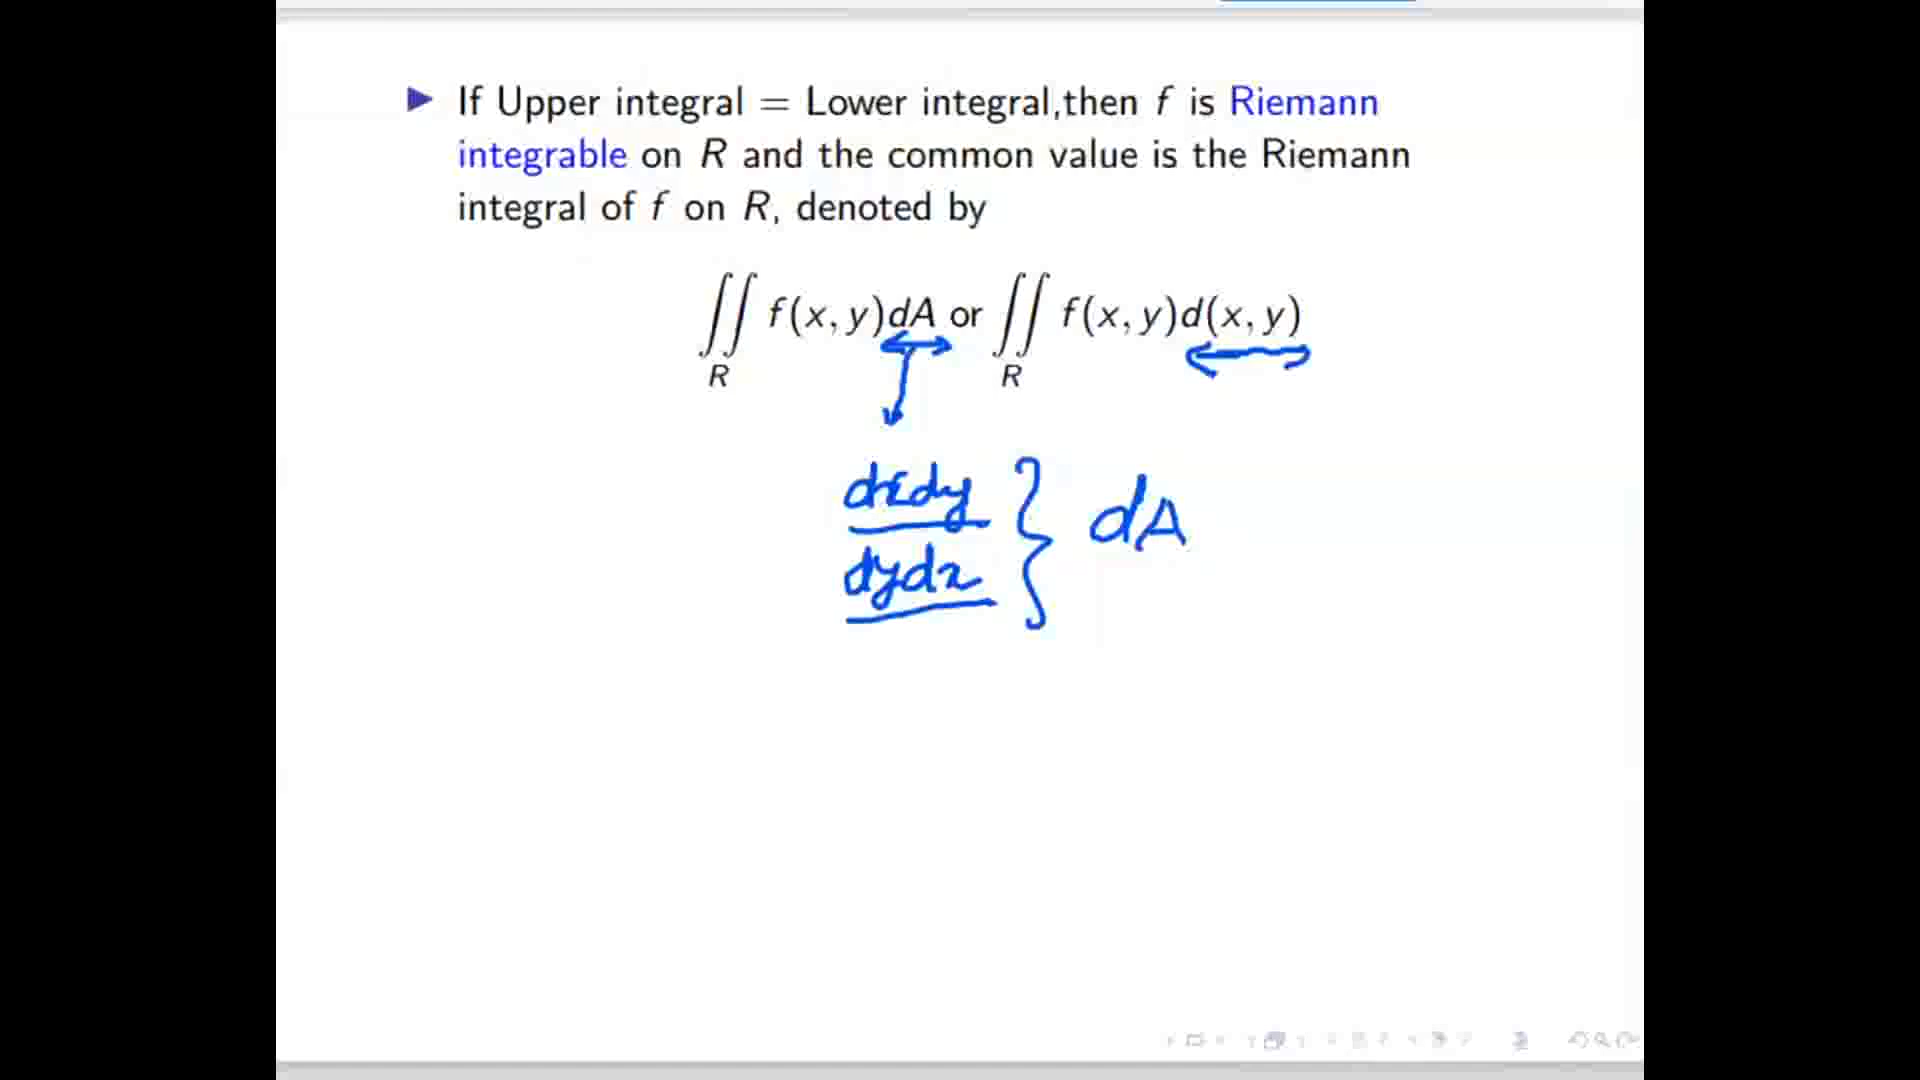 ▶ If Upper integral = Lower integral,then f is Riemann
integrable on R and the common value is the Riemann
integral of f on R, denoted by
∬ f(x, y)dA or ∬ f(x, y)d(x, y)
R R
dxdy
dydx } dA